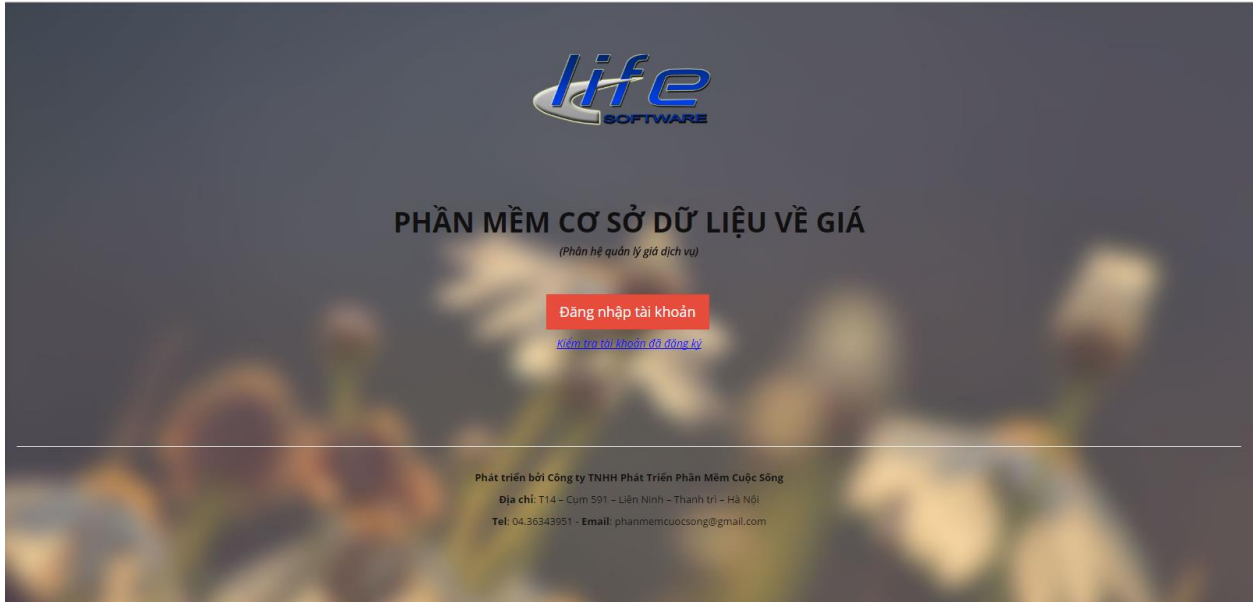 life
SOFTWARE
PHẦN MỀM CƠ SỞ DỮ LIỆU VỀ GIÁ
(Phân hệ quản lý giá dịch vụ)
Đăng nhập tài khoản
Kiểm tra tài khoản đã đăng ký
Phát triển bởi Công ty TNHH Phát Triển Phần Mềm Cuộc Sống
Địa chỉ: T14 – Cụm 591 – Liên Ninh – Thanh trì – Hà Nội
Tel: 04.36343951 - Email: phanmemcuocsong@gmail.com